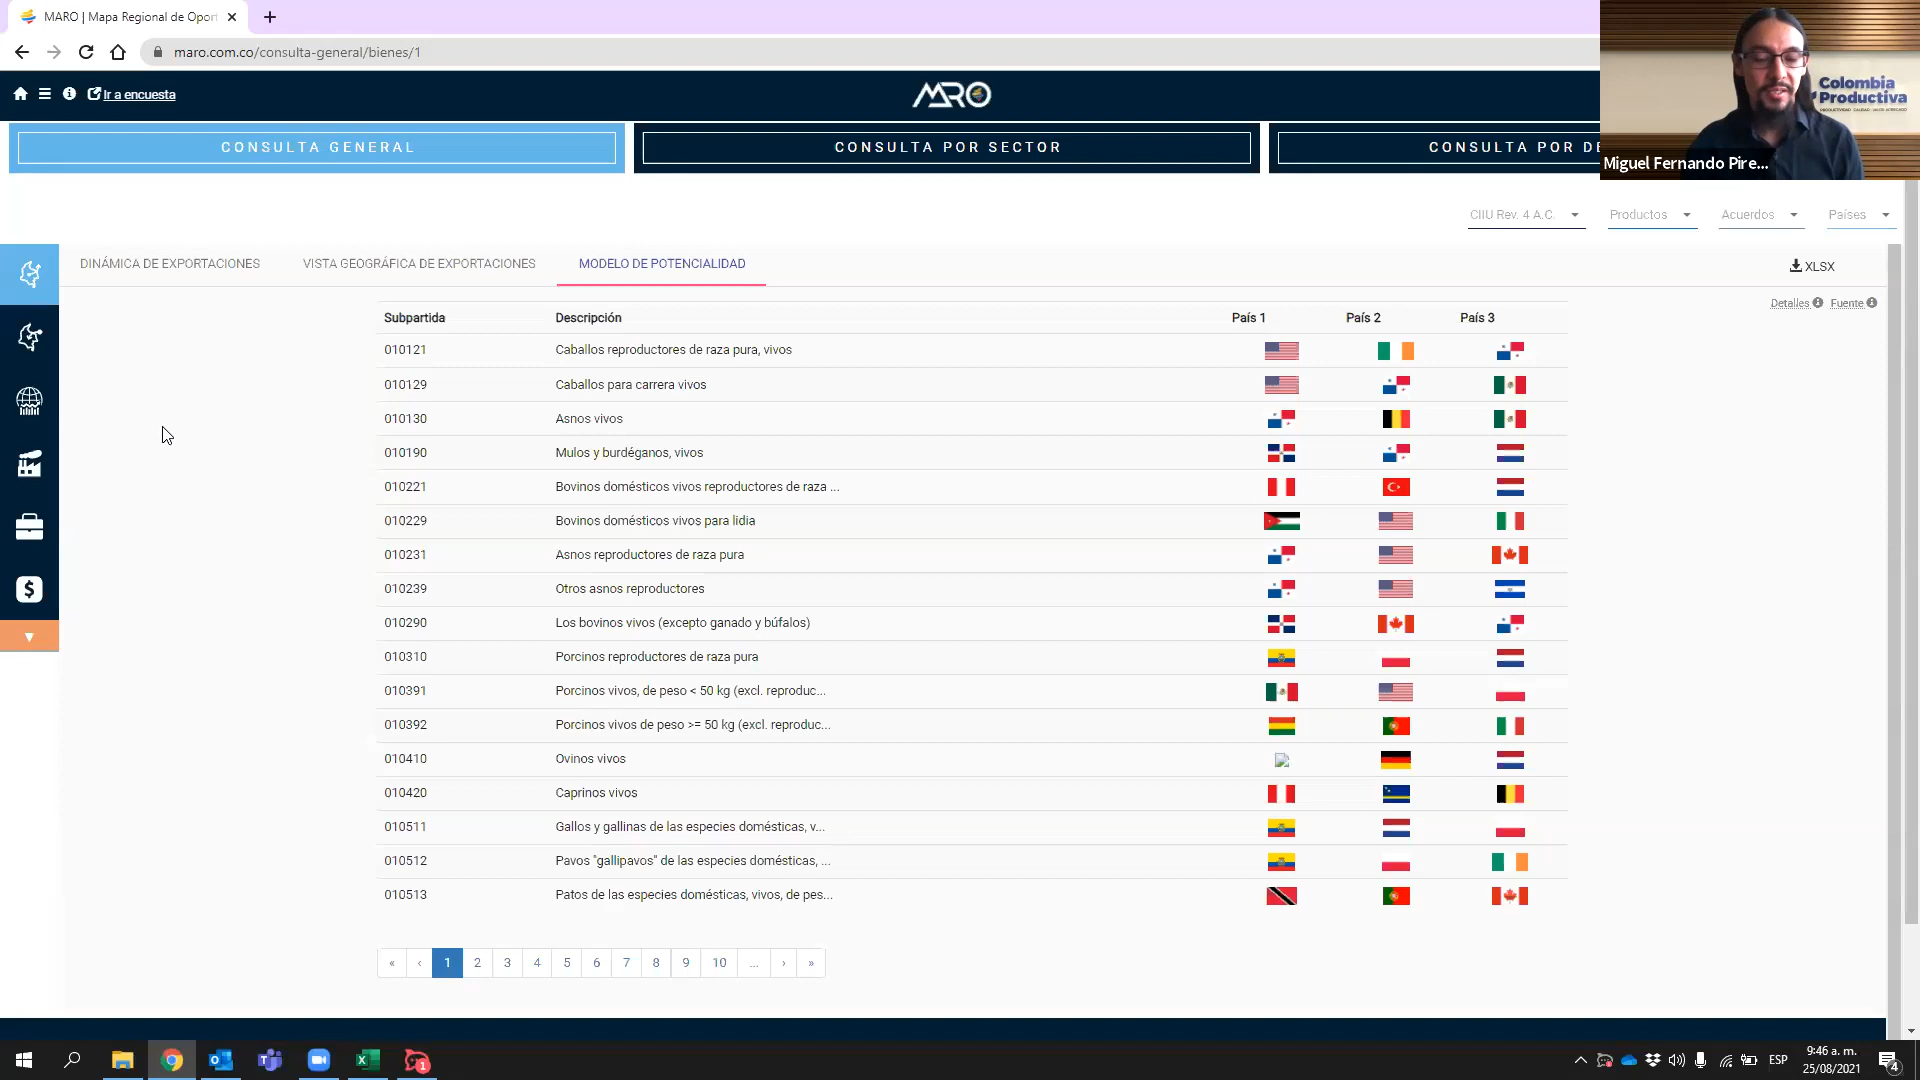 MARO | Mapa Regional de Opor
maro.com.co/consulta-general/bienes/1
Ir a encuesta
MRO
CONSULTA GENERAL
CONSULTA POR SECTOR
CONSULTA POR DE
Colombia
Productiva
Miguel Fernando Pire...
CIIU Rev. 4 A.C.
Productos
Acuerdos
Países
DINÁMICA DE EXPORTACIONES
VISTA GEOGRÁFICA DE EXPORTACIONES
MODELO DE POTENCIALIDAD
XLSX
Detalles
Fuente
Subpartida Descripción País 1 País 2 País 3
010121 Caballos reproductores de raza pura, vivos
010129 Caballos para carrera vivos
010130 Asnos vivos
010190 Mulos y burdéganos, vivos
010221 Bovinos domésticos vivos reproductores de raza ...
010229 Bovinos domésticos vivos para lidia
010231 Asnos reproductores de raza pura
010239 Otros asnos reproductores
010290 Los bovinos vivos (excepto ganado y búfalos)
010310 Porcinos reproductores de raza pura
010391 Porcinos vivos, de peso < 50 kg (excl. reproduc...
010392 Porcinos vivos de peso >= 50 kg (excl. reproduc...
010410 Ovinos vivos
010420 Caprinos vivos
010511 Gallos y gallinas de las especies domésticas, v...
010512 Pavos "gallipavos" de las especies domésticas, ...
010513 Patos de las especies domésticas, vivos, de pes...
« ‹ 1 2 3 4 5 6 7 8 9 10 ... › »
1
ESP
9:46 a. m.
25/08/2021
4